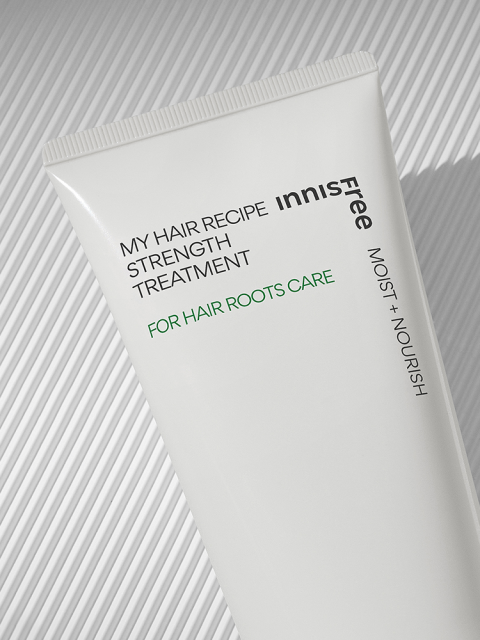 MY HAIR RECIPE
STRENGTH
TREATMENT
FOR HAIR ROOTS CARE
innisfree
MOIST + NOURISH